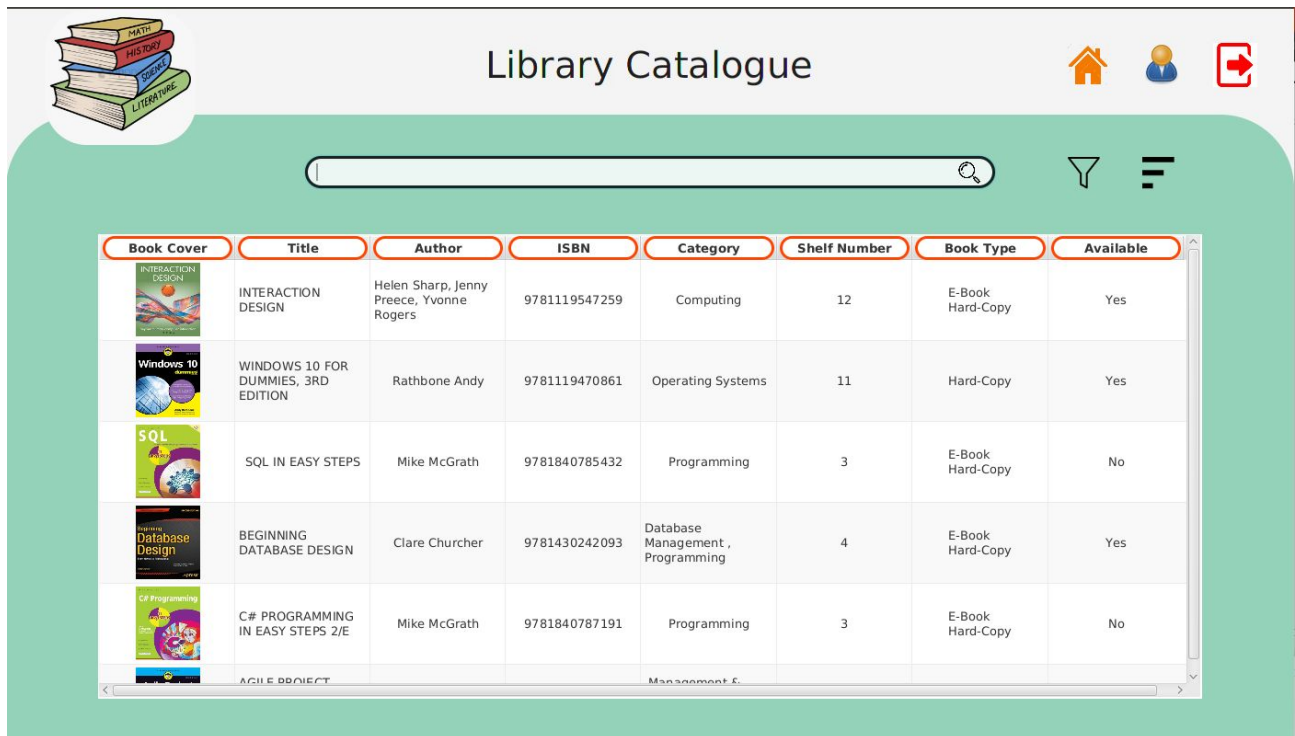 MATH
HISTORY
SCIENCE
LITERATURE
Library Catalogue
Book Cover Title Author ISBN Category Shelf Number Book Type Available
INTERACTION
DESIGN
INTERACTION
DESIGN
Helen Sharp, Jenny
Preece, Yvonne
Rogers
9781119547259
Computing
12
E-Book
Hard-Copy
Yes
Windows 10
dummies
WINDOWS 10 FOR
DUMMIES, 3RD
EDITION
Rathbone Andy
9781119470861
Operating Systems
11
Hard-Copy
Yes
SQL
SQL IN EASY STEPS
Mike McGrath
9781840785432
Programming
3
E-Book
Hard-Copy
No
Beginning
Database
Design
BEGINNING
DATABASE DESIGN
Clare Churcher
9781430242093
Database
Management ,
Programming
4
E-Book
Hard-Copy
Yes
C# Programming
C# PROGRAMMING
IN EASY STEPS 2/E
Mike McGrath
9781840787191
Programming
3
E-Book
Hard-Copy
No
AGILE PROJECT
Management &